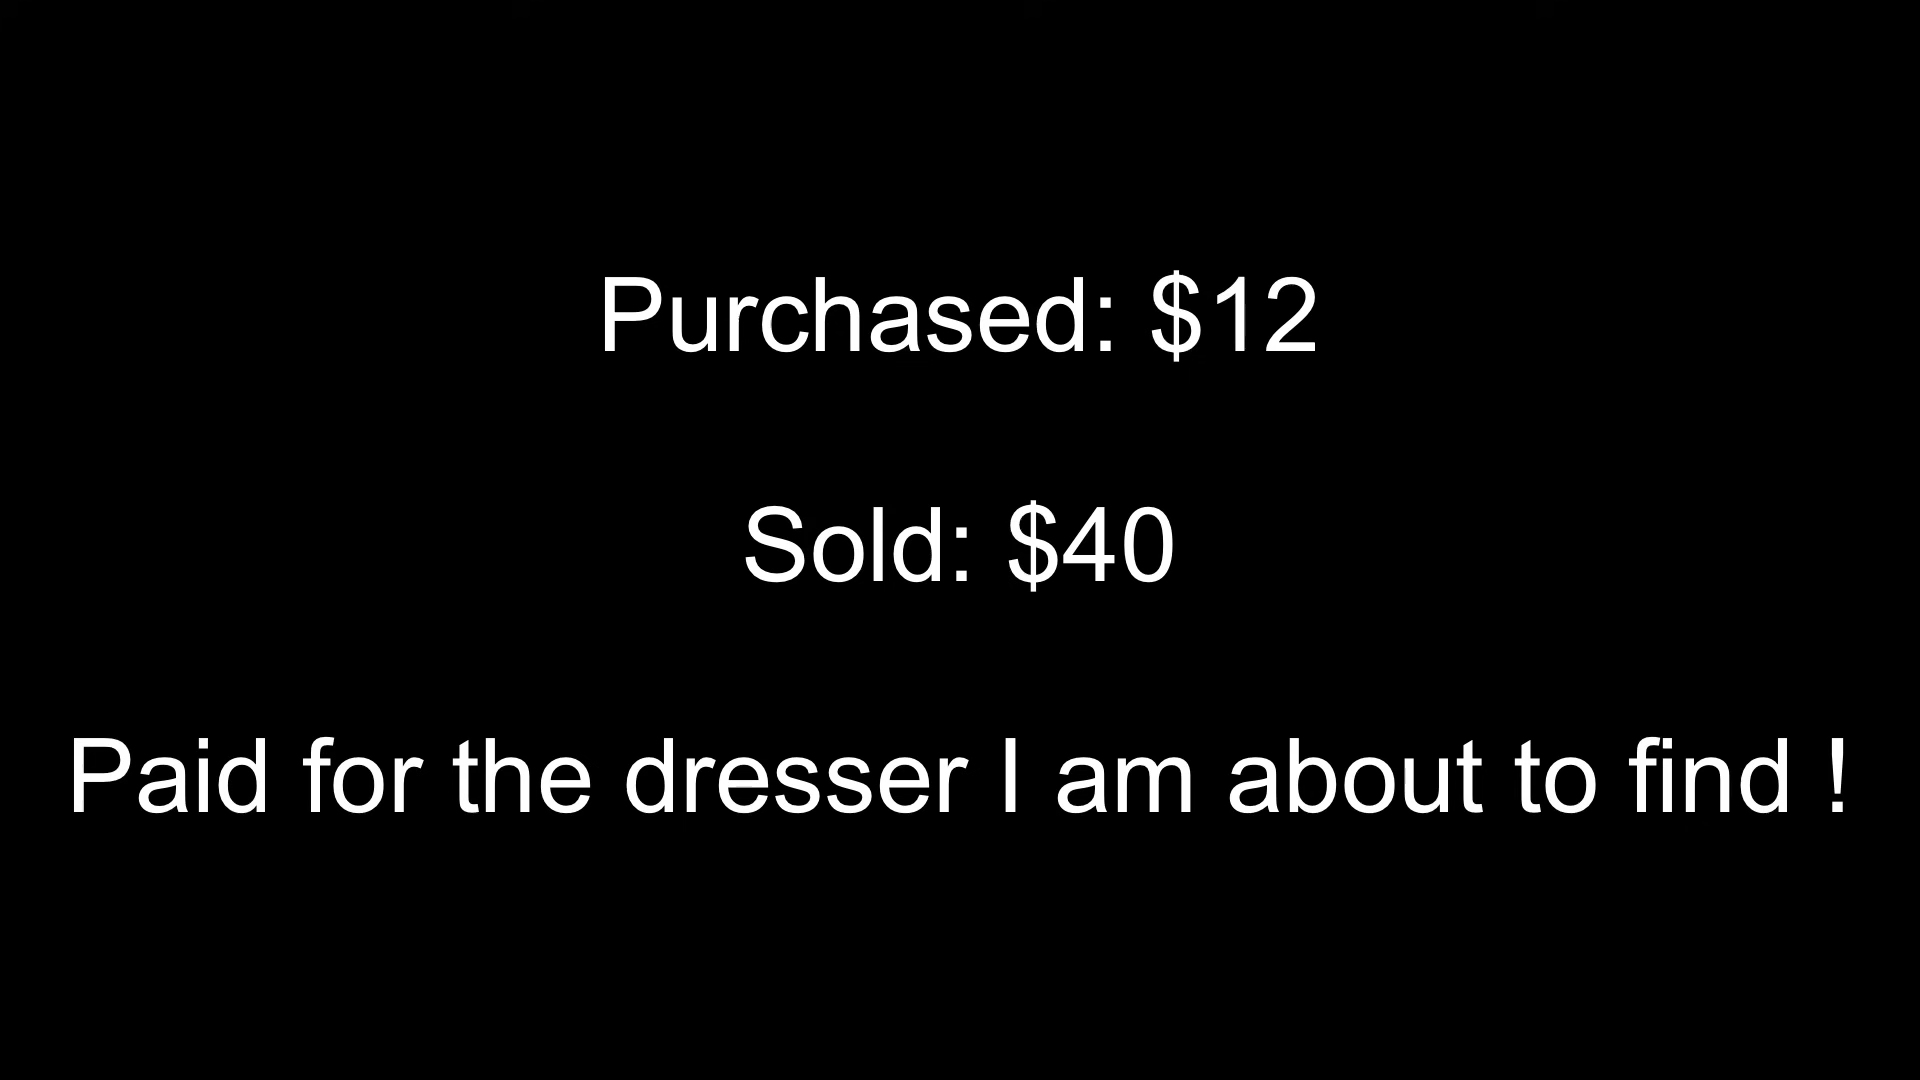 Purchased: $12
Sold: $40
Paid for the dresser I am about to find !